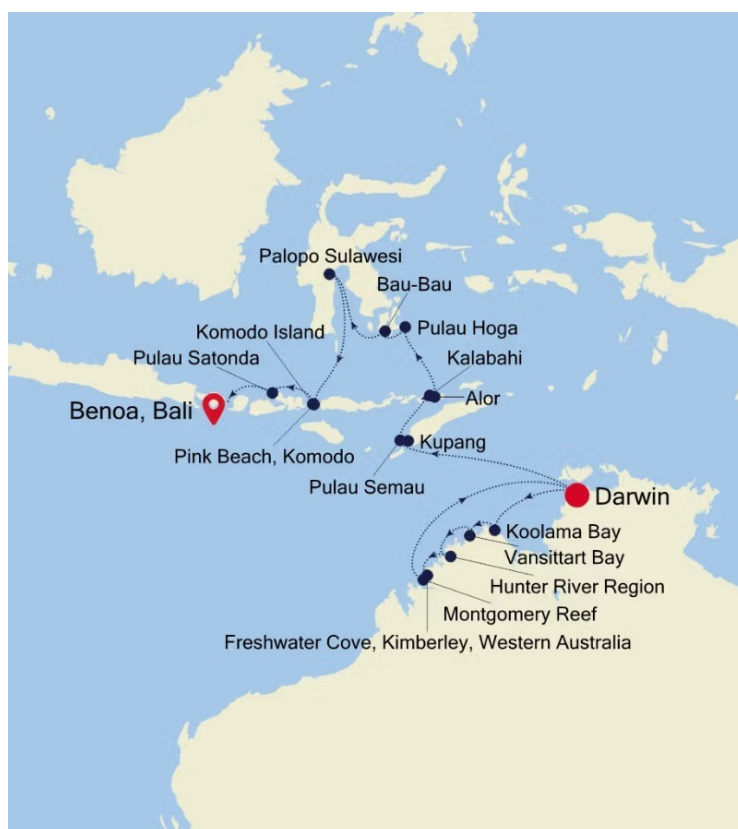 Palopo Sulawesi
Bau-Bau
Komodo Island
Pulau Hoga
Pulau Satonda
Kalabahi
Alor
Benoa, Bali
Pink Beach, Komodo
Kupang
Pulau Semau
Darwin
Koolama Bay
Vansittart Bay
Hunter River Region
Montgomery Reef
Freshwater Cove, Kimberley, Western Australia